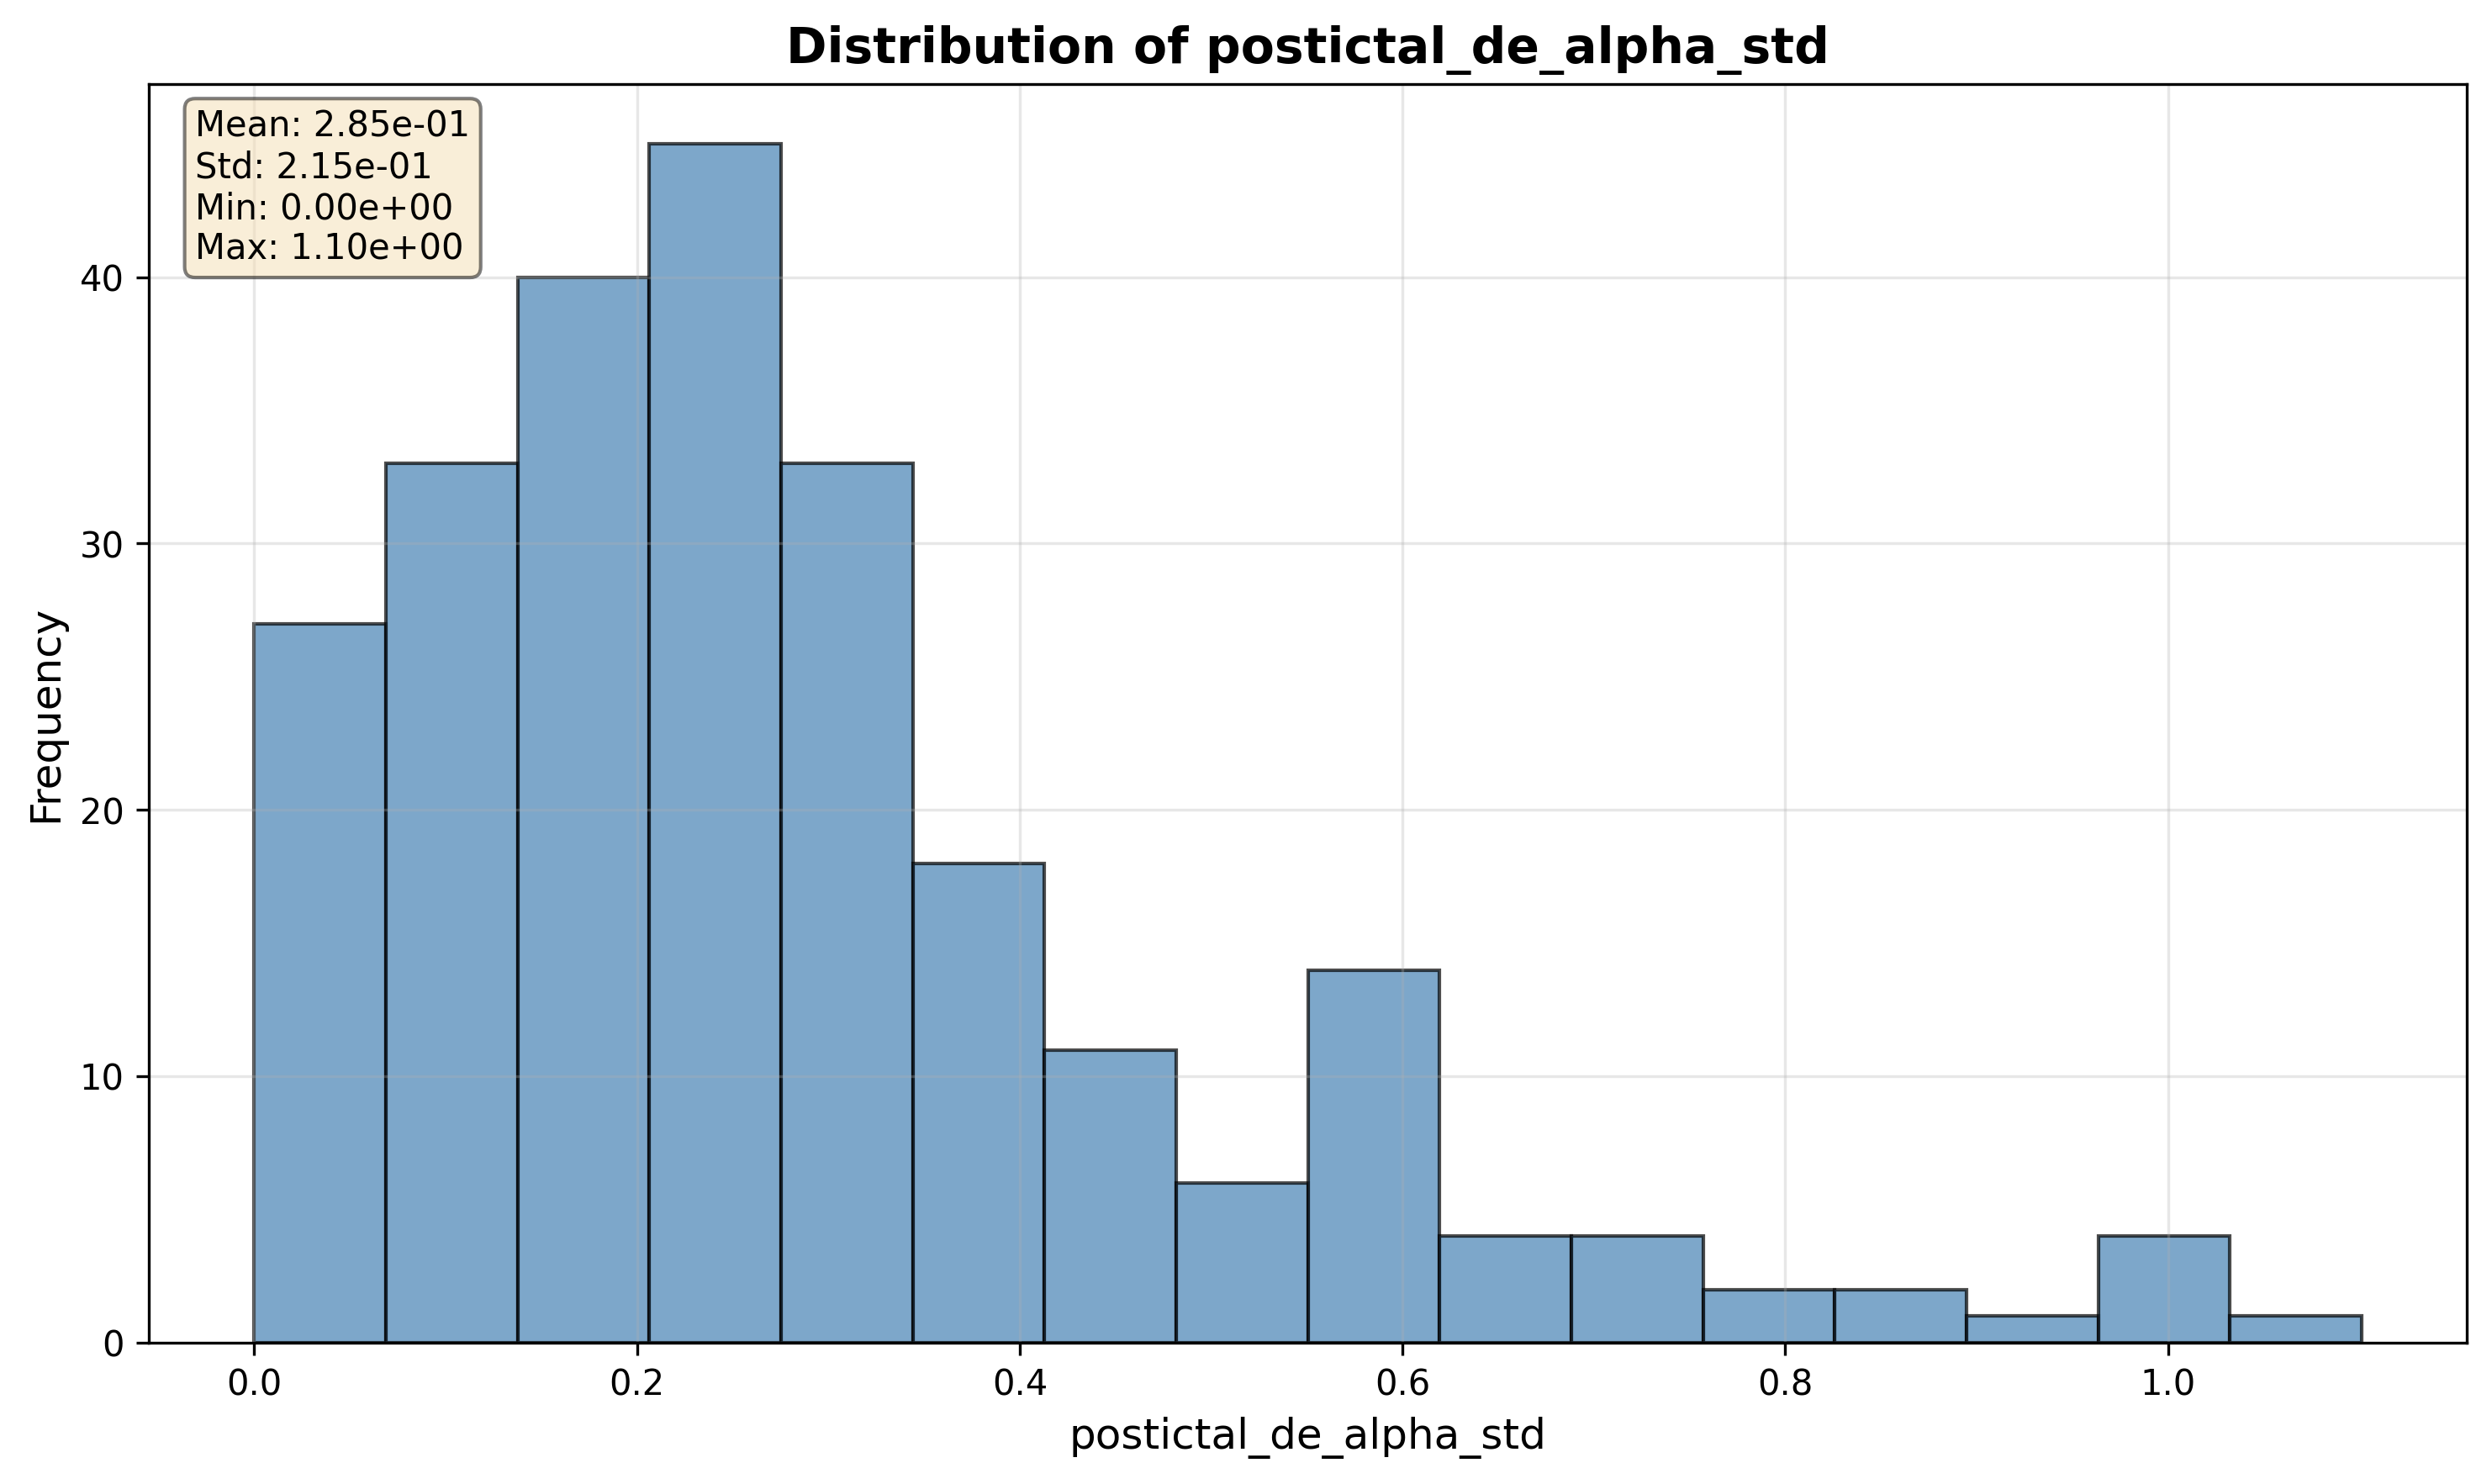 Distribution of postictal_de_alpha_std
Mean: 2.85e-01
Std: 2.15e-01
Min: 0.00e+00
Max: 1.10e+00
Frequency
40
30
20
10
0
0.0 0.2 0.4 0.6 0.8 1.0
postictal_de_alpha_std